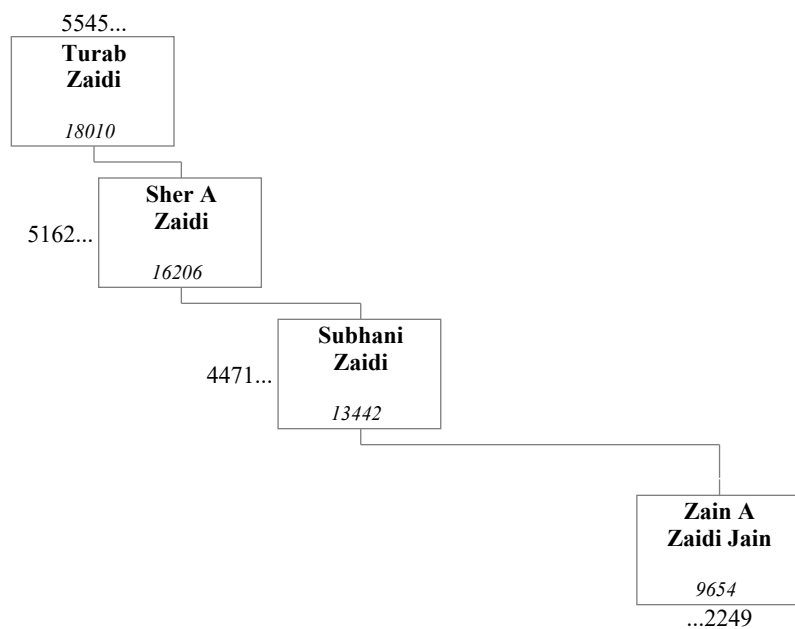 5545...
Turab
Zaidi
18010
Sher A
Zaidi
5162...
16206
Subhani
Zaidi
4471...
13442
Zain A
Zaidi Jain
9654
...2249